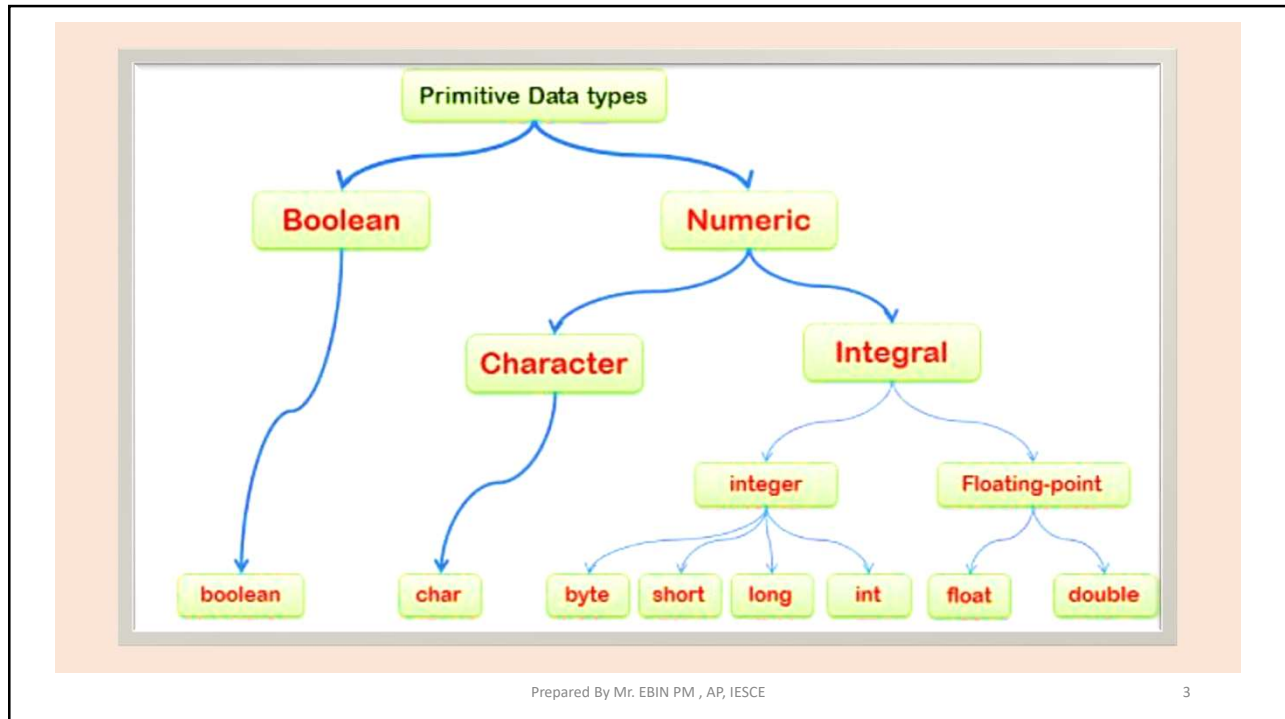 Primitive Data types
Boolean
Numeric
Character
Integral
integer
Floating-point
boolean
char
byte
short
long
int
float
double
Prepared By Mr. EBIN PM , AP, IESCE
3